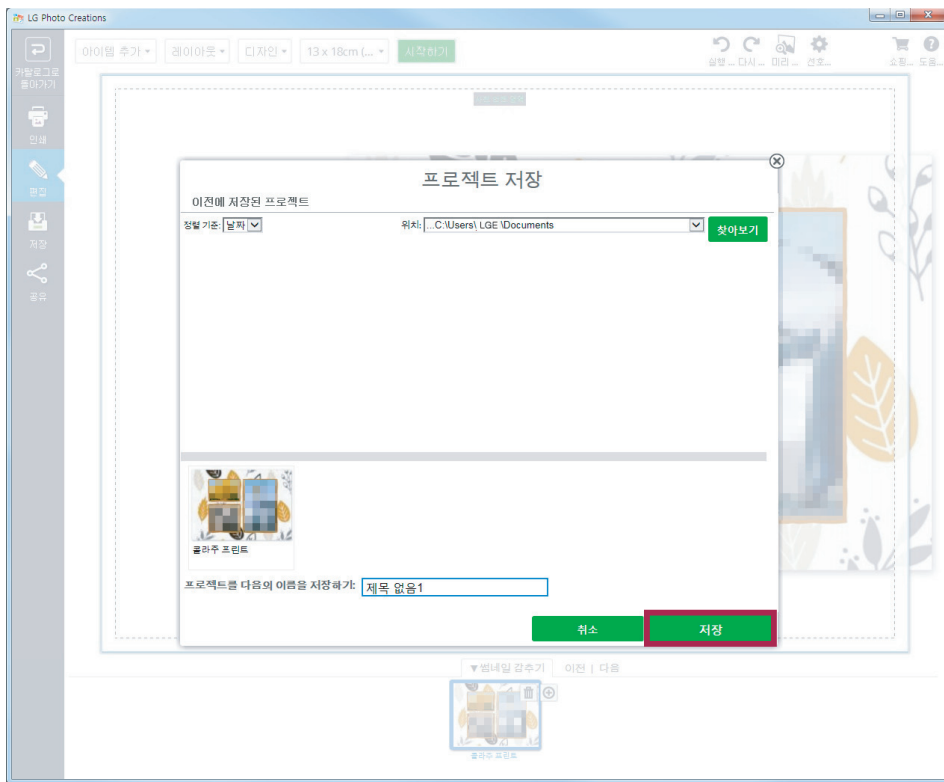 LG Photo Creations
카탈로그로
돌아가기
아이템 추가
레이아웃
디자인
13 x 18cm (...
시작하기
실행 ...
다시 ...
미리 ...
선호...
쇼핑...
도움...
인쇄
편집
저장
공유
프로젝트 저장
이전에 저장된 프로젝트
정렬 기준: 날짜
위치: ...C:\Users\ LGE \Documents
찾아보기
콜라주 프린트
프로젝트를 다음의 이름을 저장하기: 제목 없음1
취소
저장
▼썸네일 감추기
이전 | 다음
콜라주 프린트